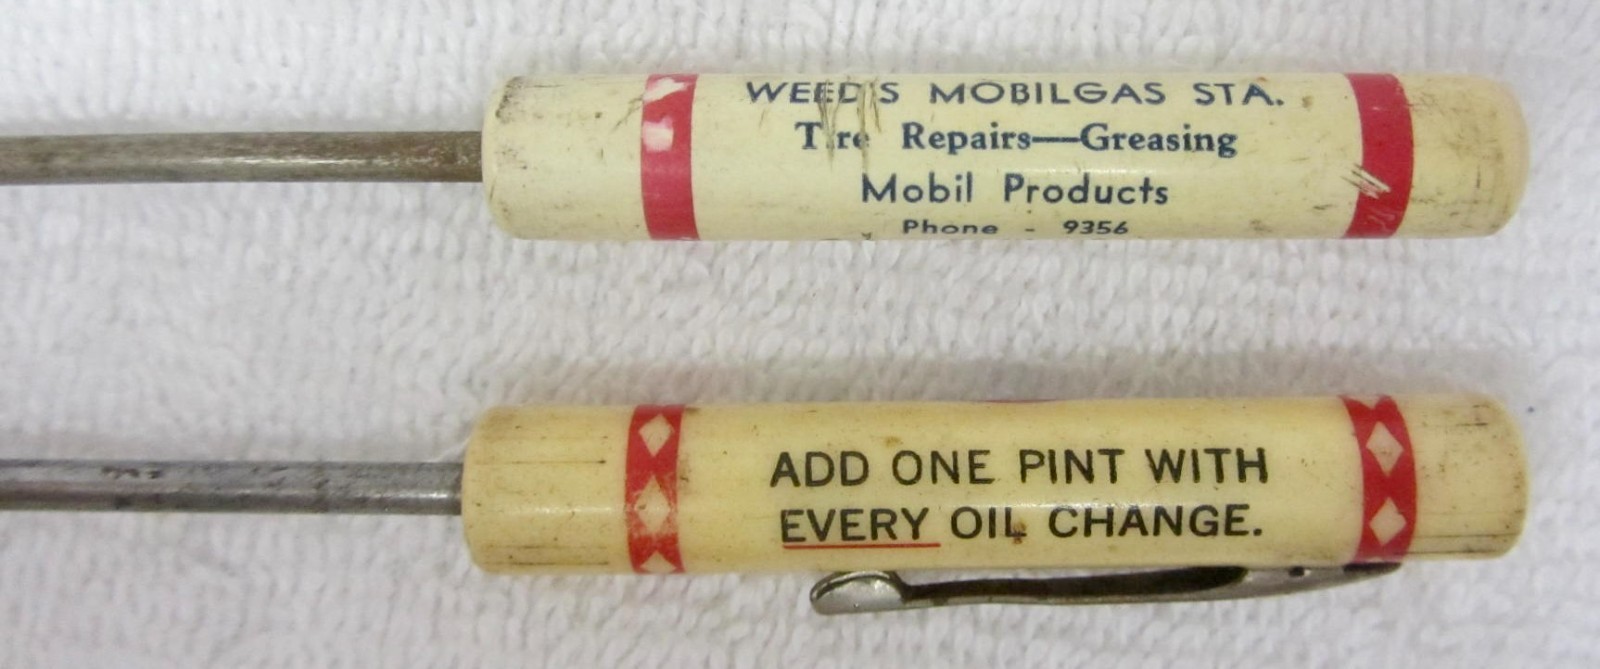 WEED'S MOBILGAS STA.
Tire Repairs—Greasing
Mobil Products
Phone - 9356
ADD ONE PINT WITH
EVERY OIL CHANGE.